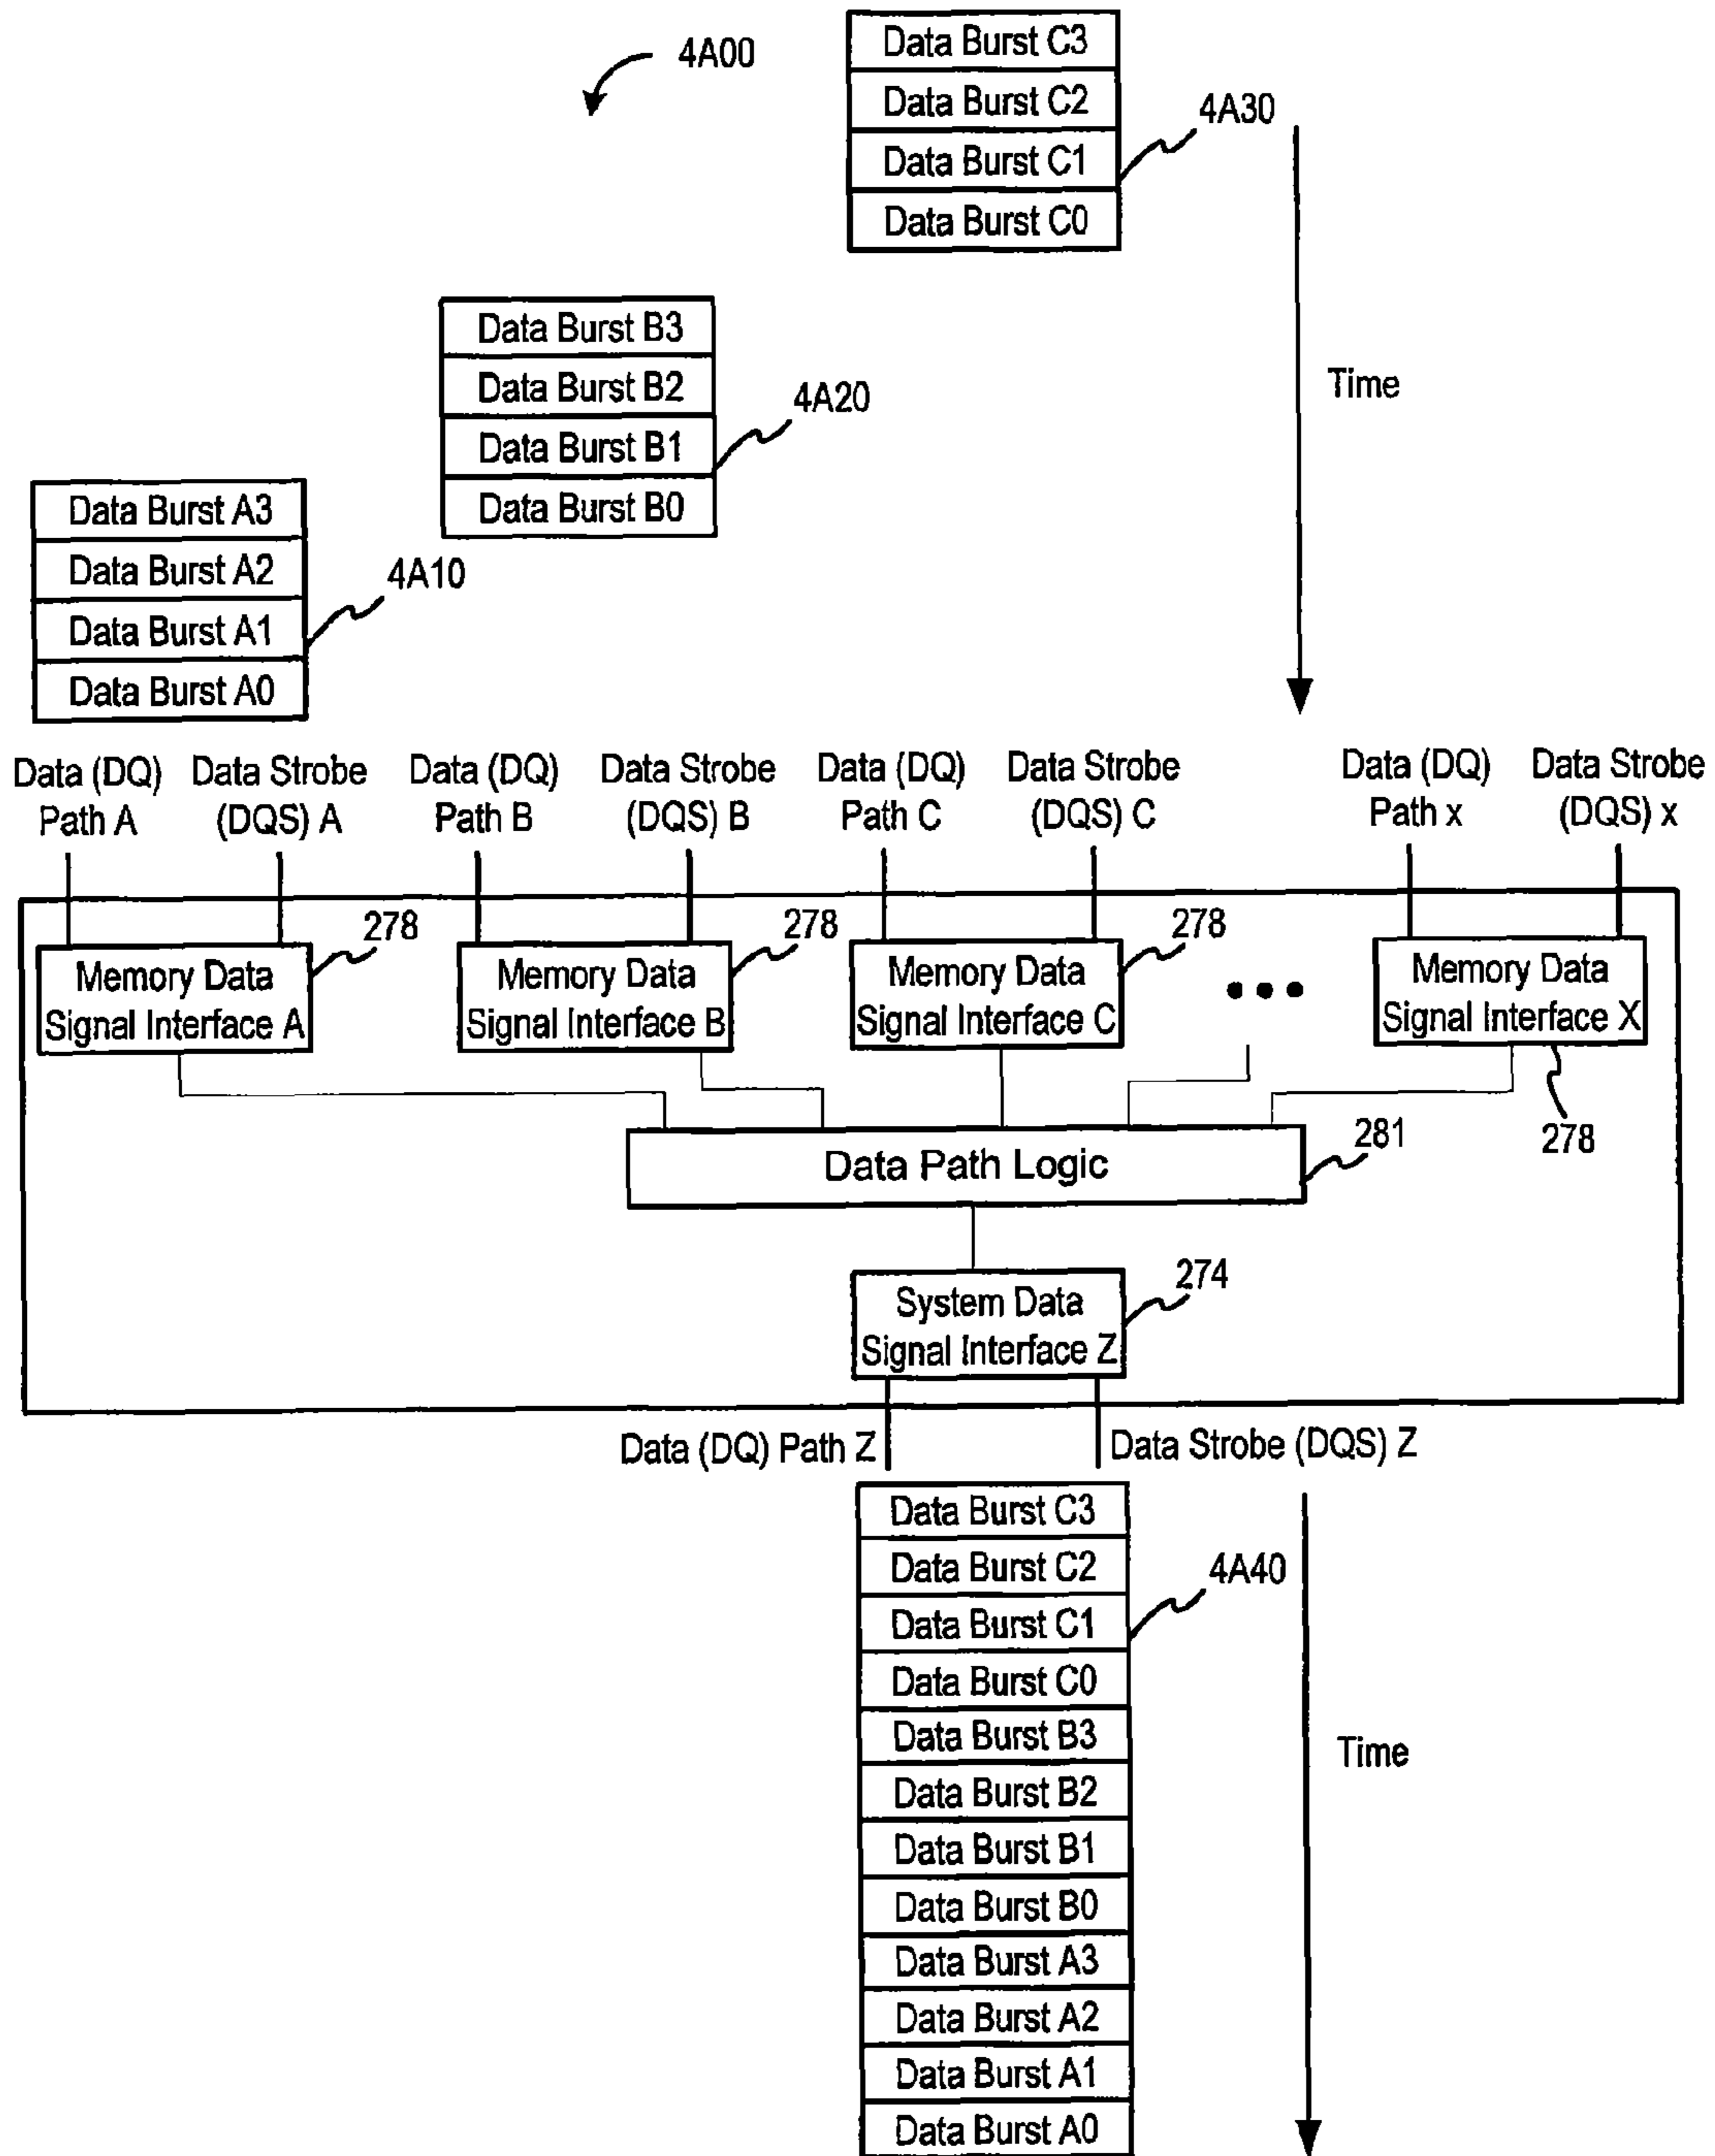 4A00
Data Burst C3
Data Burst C2
Data Burst C1
Data Burst C0
4A30
Time
Data Burst B3
Data Burst B2
Data Burst B1
Data Burst B0
4A20
Data Burst A3
Data Burst A2
Data Burst A1
Data Burst A0
4A10
Data (DQ)
Path A
Data Strobe
(DQS) A
Data (DQ)
Path B
Data Strobe
(DQS) B
Data (DQ)
Path C
Data Strobe
(DQS) C
Data (DQ)
Path x
Data Strobe
(DQS) x
Memory Data
Signal Interface A
278
Memory Data
Signal Interface B
278
Memory Data
Signal Interface C
278
Memory Data
Signal Interface X
278
Data Path Logic
281
System Data
Signal Interface Z
274
Data (DQ) Path Z
Data Strobe (DQS) Z
Data Burst C3
Data Burst C2
Data Burst C1
Data Burst C0
Data Burst B3
Data Burst B2
Data Burst B1
Data Burst B0
Data Burst A3
Data Burst A2
Data Burst A1
Data Burst A0
4A40
Time